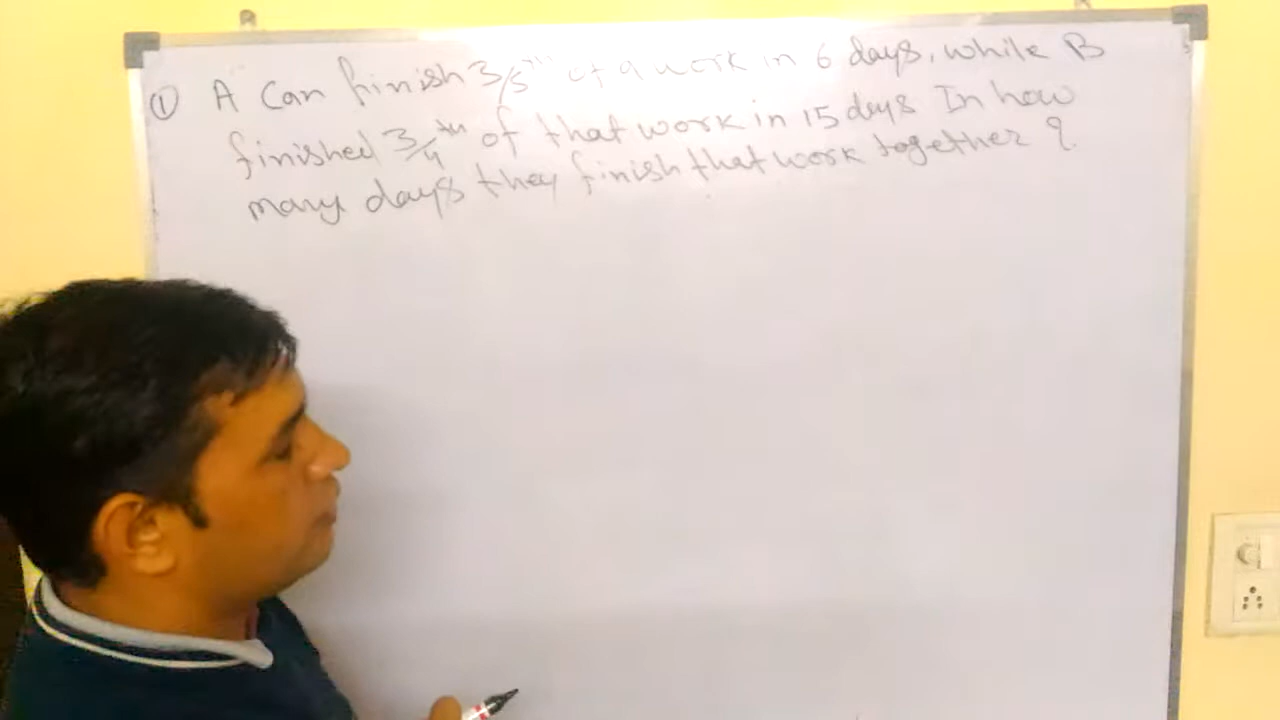 ① A Can finish 3/5th of a work in 6 days, while B
finished 3/4th of that work in 15 days In how
many days they finish that work together ?